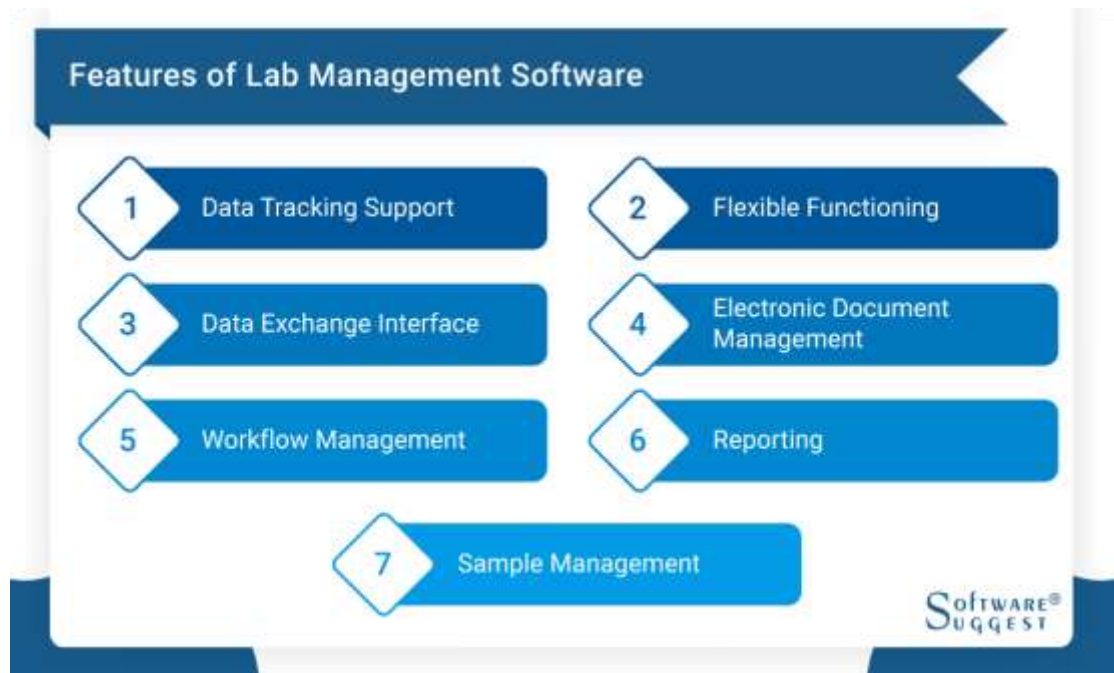 Features of Lab Management Software
1
Data Tracking Support
2
Flexible Functioning
3
Data Exchange Interface
4
Electronic Document
Management
5
Workflow Management
6
Reporting
7
Sample Management
SOFTWARE®
SUGGEST